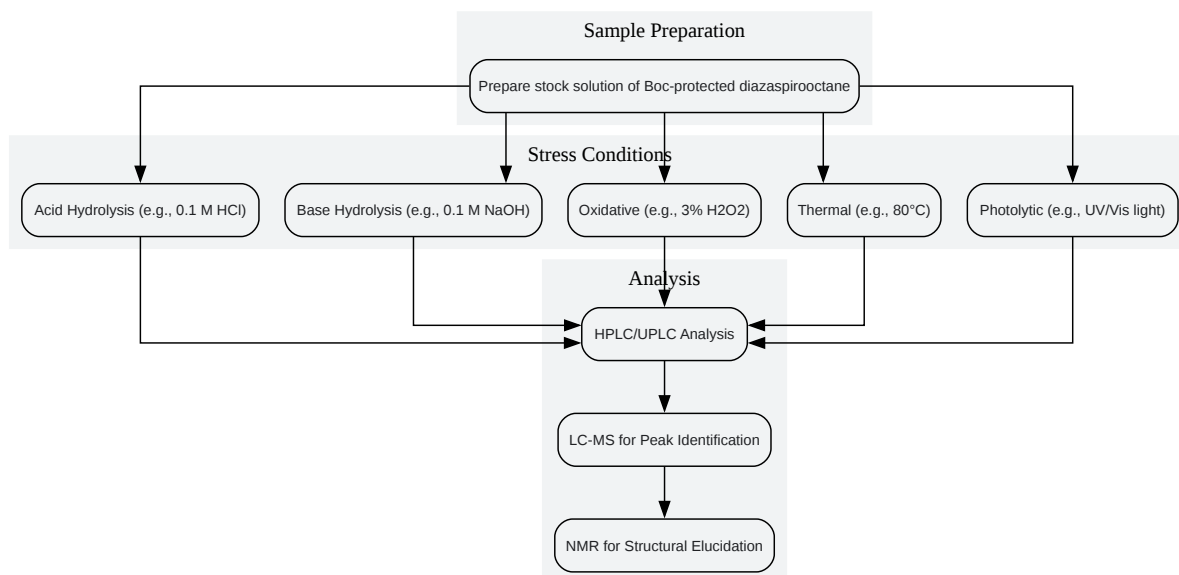 Sample Preparation
Prepare stock solution of Boc-protected diazaspirooctane
Stress Conditions
Acid Hydrolysis (e.g., 0.1 M HCl)
Base Hydrolysis (e.g., 0.1 M NaOH)
Oxidative (e.g., 3% H2O2)
Thermal (e.g., 80°C)
Photolytic (e.g., UV/Vis light)
Analysis
HPLC/UPLC Analysis
LC-MS for Peak Identification
NMR for Structural Elucidation